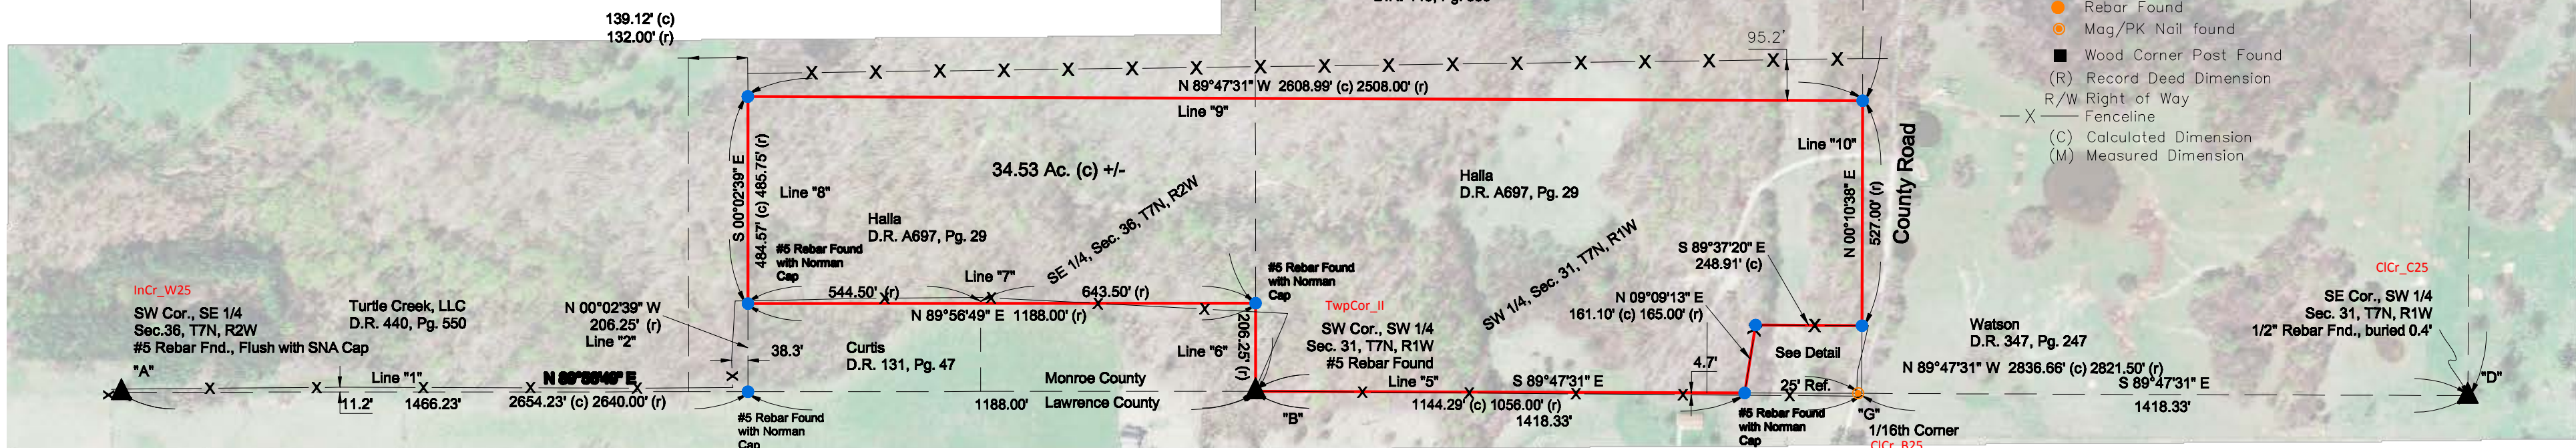 139.12' (c)
132.00' (r)
95.2'
N 89°47'31" W 2608.99' (c) 2508.00' (r)
Line "9"
Rebar Found
Mag/PK Nail found
Wood Corner Post Found
(R) Record Deed Dimension
R/W Right of Way
X Fenceline
(C) Calculated Dimension
(M) Measured Dimension
S 00°02'39" E
484.57' (c) 485.75' (r)
Line "8"
34.53 Ac. (c) +/-
Halla
D.R. A697, Pg. 29
SE 1/4, Sec. 36, T7N, R2W
Halla
D.R. A697, Pg. 29
SW 1/4, Sec. 31, T7N, R1W
Line "10"
N 00°10'38" E
527.00' (r)
County Road
#5 Rebar Found
with Norman
Cap
Line "7"
544.50' (r)
643.50' (r)
N 89°56'49" E 1188.00' (r)
#5 Rebar Found
with Norman
Cap
S 89°37'20" E
248.91' (c)
N 09°09'13" E
161.10' (c) 165.00' (r)
InCr_W25
SW Cor., SE 1/4
Sec.36, T7N, R2W
#5 Rebar Fnd., Flush with SNA Cap
Turtle Creek, LLC
D.R. 440, Pg. 550
N 00°02'39" W
206.25' (r)
Line "2"
38.3'
Curtis
D.R. 131, Pg. 47
Line "6"
206.25' (r)
TwpCor_II
SW Cor., SW 1/4
Sec. 31, T7N, R1W
#5 Rebar Found
4.7'
See Detail
25' Ref.
Watson
D.R. 347, Pg. 247
ClCr_C25
SE Cor., SW 1/4
Sec. 31, T7N, R1W
1/2" Rebar Fnd., buried 0.4'
"A"
Line "1"
N 89°56'49" E
11.2'
1466.23'
2654.23' (c) 2640.00' (r)
#5 Rebar Found
with Norman
Cap
1188.00'
Monroe County
Lawrence County
"B"
Line "5"
S 89°47'31" E
1144.29' (c) 1056.00' (r)
1418.33'
#5 Rebar Found
with Norman
Cap
"G"
1/16th Corner
ClCr_B25
N 89°47'31" W 2836.66' (c) 2821.50' (r)
S 89°47'31" E
1418.33'
"D"